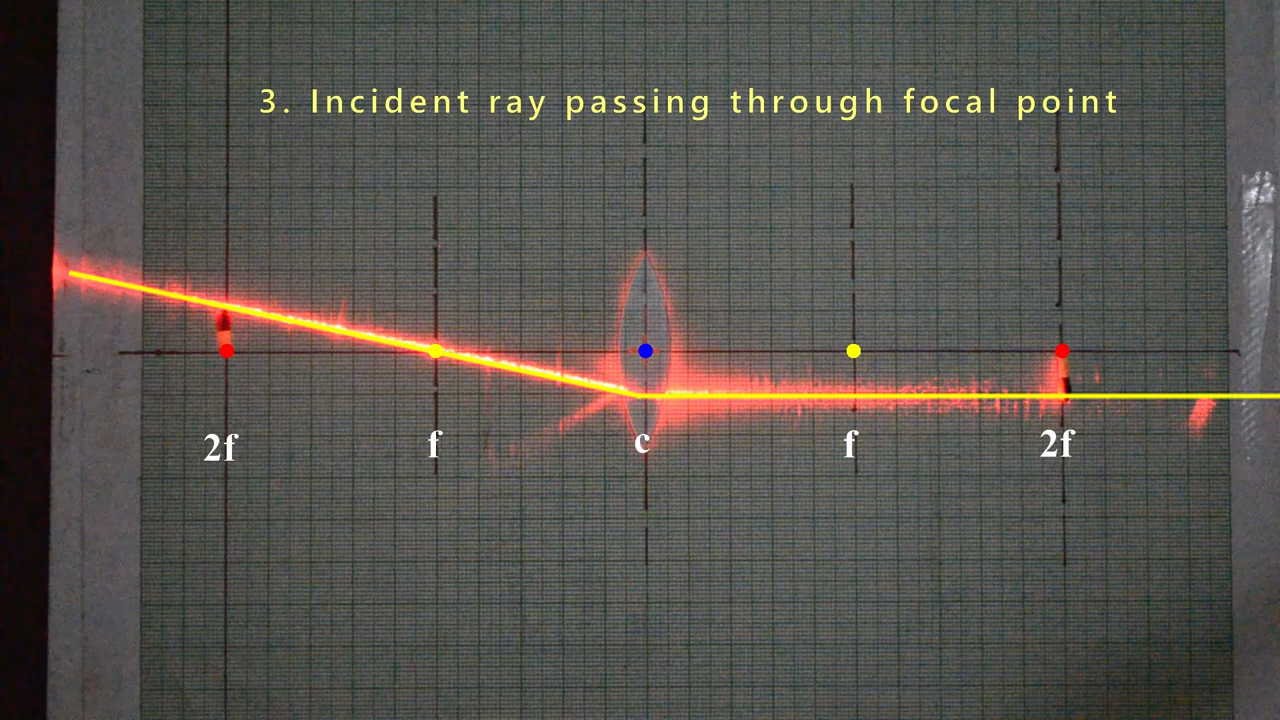 3. Incident ray passing through focal point
2f f c f 2f